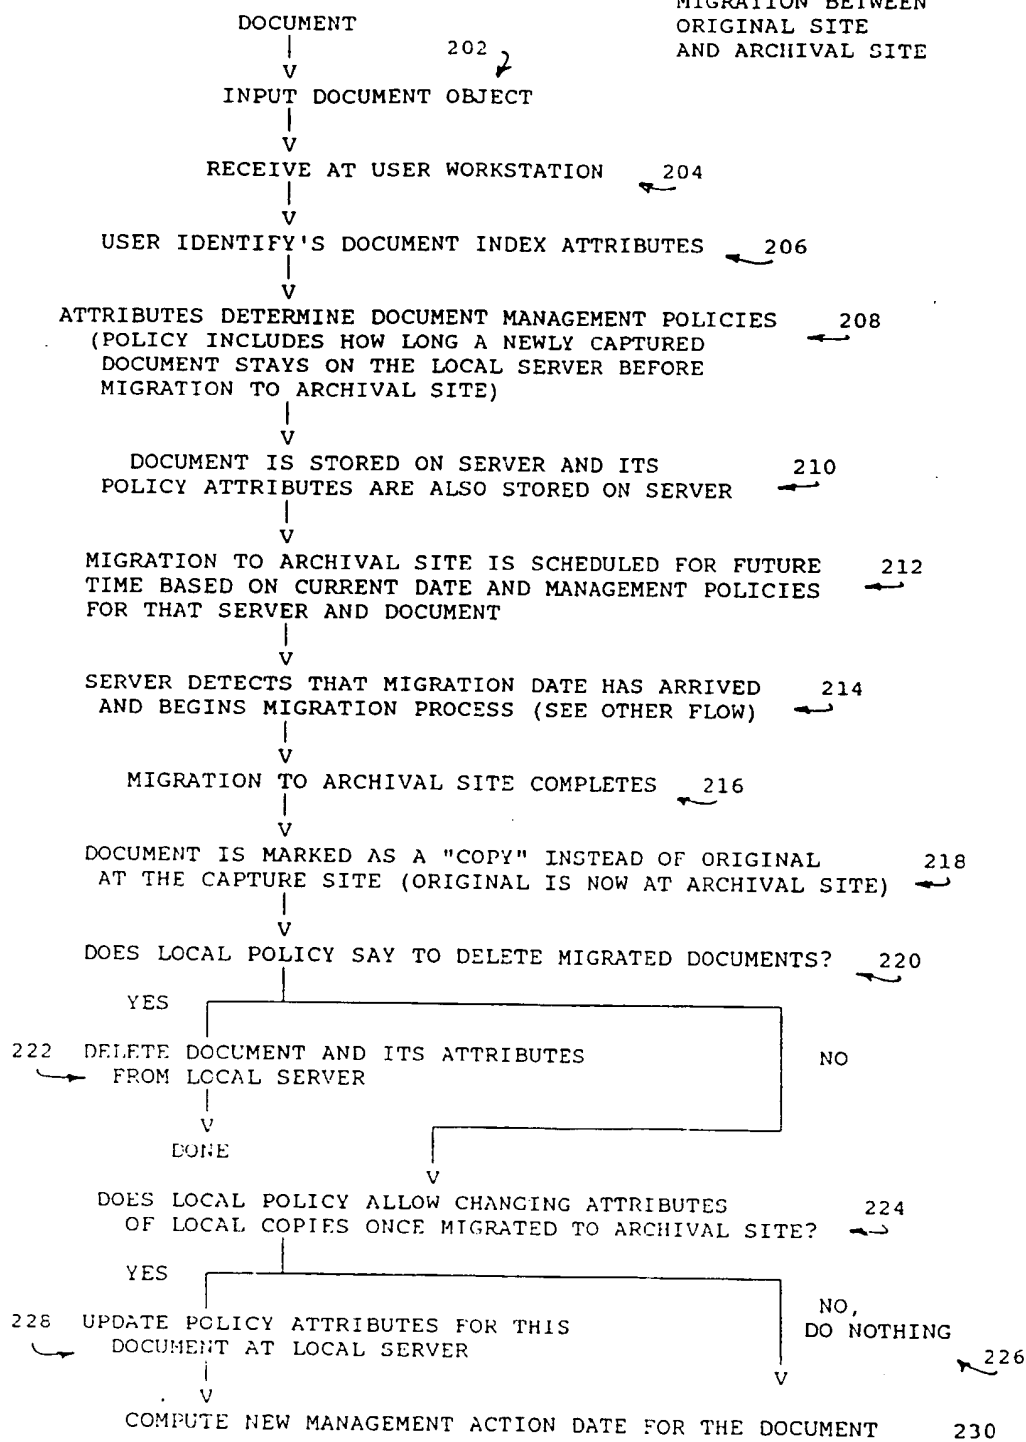 MIGRATION BETWEEN
ORIGINAL SITE
AND ARCHIVAL SITE
DOCUMENT
202
V
INPUT DOCUMENT OBJECT
V
RECEIVE AT USER WORKSTATION 204
V
USER IDENTIFY'S DOCUMENT INDEX ATTRIBUTES 206
V
ATTRIBUTES DETERMINE DOCUMENT MANAGEMENT POLICIES 208
(POLICY INCLUDES HOW LONG A NEWLY CAPTURED
DOCUMENT STAYS ON THE LOCAL SERVER BEFORE
MIGRATION TO ARCHIVAL SITE)
V
DOCUMENT IS STORED ON SERVER AND ITS 210
POLICY ATTRIBUTES ARE ALSO STORED ON SERVER
V
MIGRATION TO ARCHIVAL SITE IS SCHEDULED FOR FUTURE 212
TIME BASED ON CURRENT DATE AND MANAGEMENT POLICIES
FOR THAT SERVER AND DOCUMENT
V
SERVER DETECTS THAT MIGRATION DATE HAS ARRIVED 214
AND BEGINS MIGRATION PROCESS (SEE OTHER FLOW)
V
MIGRATION TO ARCHIVAL SITE COMPLETES 216
V
DOCUMENT IS MARKED AS A "COPY" INSTEAD OF ORIGINAL 218
AT THE CAPTURE SITE (ORIGINAL IS NOW AT ARCHIVAL SITE)
V
DOES LOCAL POLICY SAY TO DELETE MIGRATED DOCUMENTS? 220
YES
222 DELETE DOCUMENT AND ITS ATTRIBUTES NO
FROM LOCAL SERVER
V
DONE
V
DOES LOCAL POLICY ALLOW CHANGING ATTRIBUTES 224
OF LOCAL COPIES ONCE MIGRATED TO ARCHIVAL SITE?
YES
NO,
228 UPDATE POLICY ATTRIBUTES FOR THIS DO NOTHING
DOCUMENT AT LOCAL SERVER 226
V
V
COMPUTE NEW MANAGEMENT ACTION DATE FOR THE DOCUMENT 230